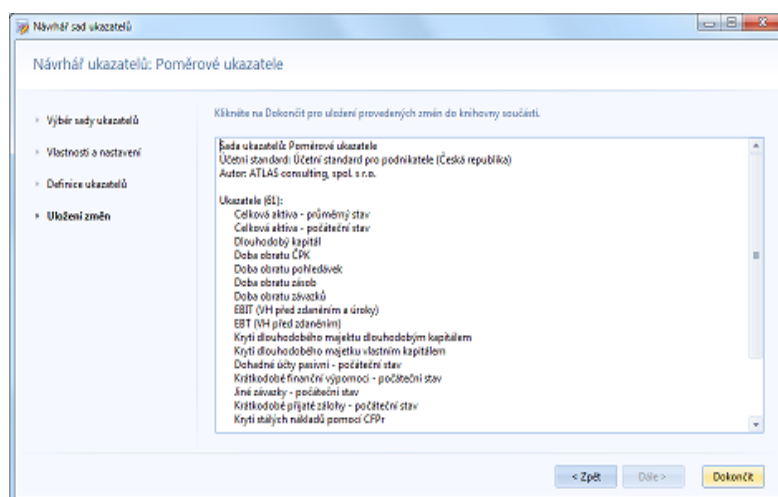 Návrhář sad ukazatelů
Návrhář ukazatelů: Poměrové ukazatele
Výběr sady ukazatelů
Vlastnosti a nastavení
Definice ukazatelů
Uložení změn
Klikněte na Dokončit pro uložení provedených změn do knihovny součástí.
Sada ukazatelů: Poměrové ukazatele
Účetní standard: Účetní standard pro podnikatele (Česká republika)
Autor: ATLAS consulting, spol. s r.o.
Ukazatele (61):
Celková aktiva - průměrný stav
Celková aktiva - počáteční stav
Dlouhodobý kapitál
Doba obratu ČPK
Doba obratu pohledávek
Doba obratu zásob
Doba obratu závazků
EBIT (VH před zdaněním a úroky)
EBT (VH před zdaněním)
Krytí dlouhodobého majektu dlouhodobým kapitálem
Krytí dlouhodobého majetku vlastním kapitálem
Dohadné účty pasivní - počáteční stav
Krátkodobé finanční výpomoci - počáteční stav
Jiné závazky - počáteční stav
Krátkodobé přijaté zálohy - počáteční stav
Krytí stálých nákladů pomocí CFPr
< Zpět
Dále >
Dokončit